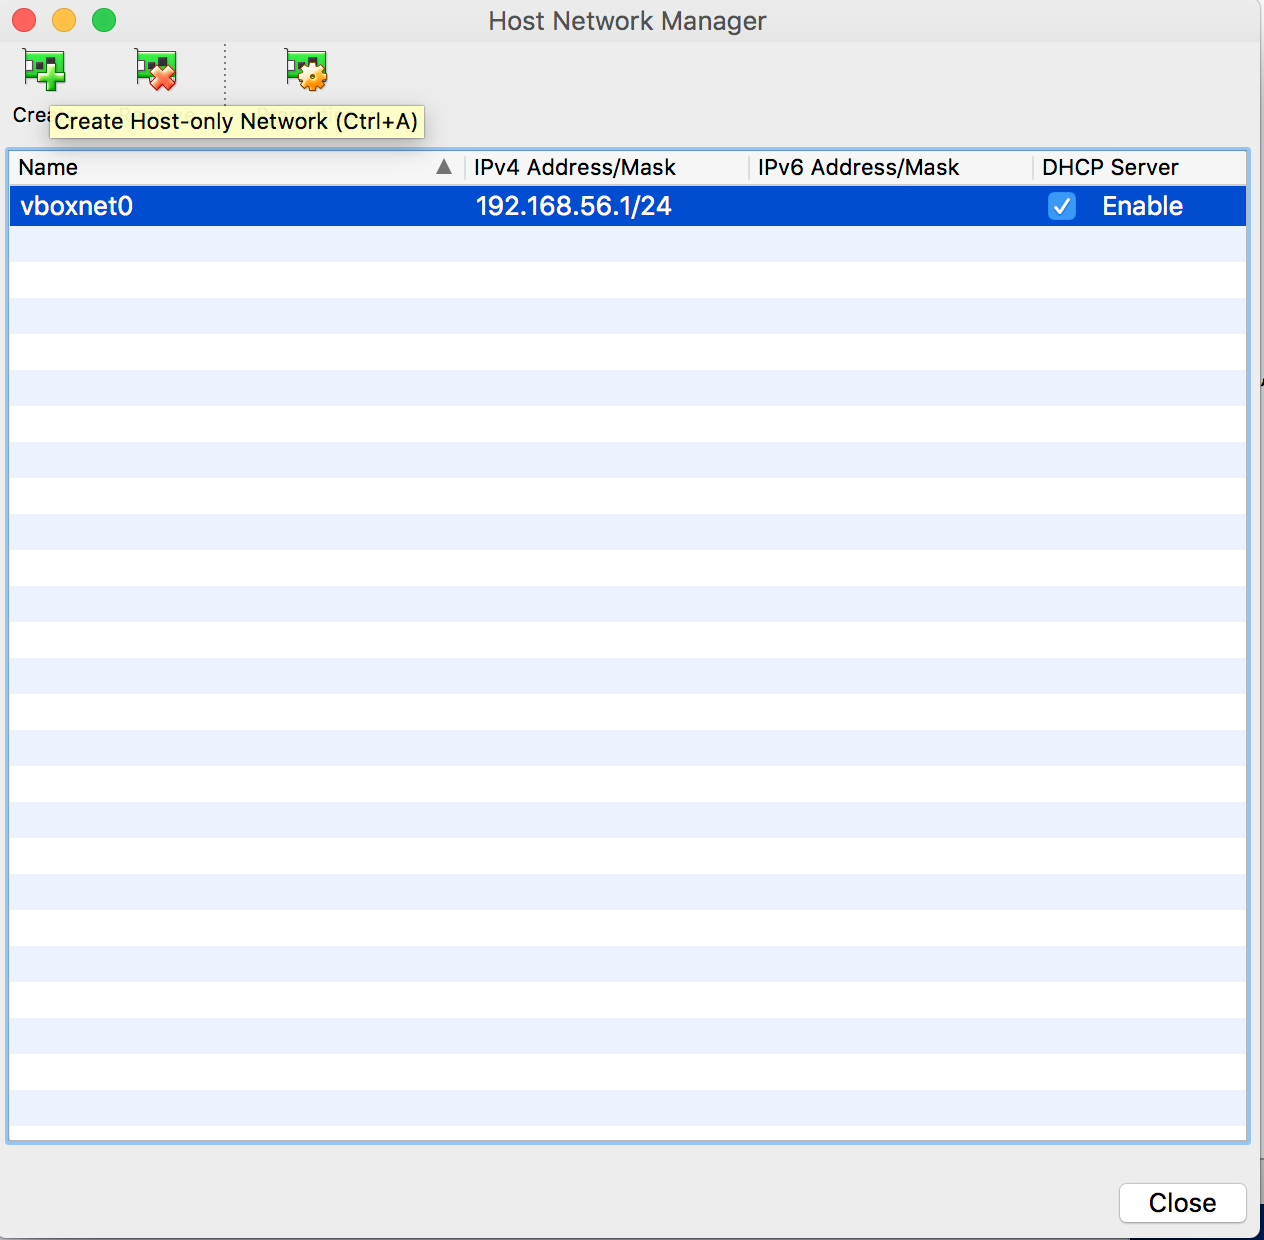 Host Network Manager
Create Host-only Network (Ctrl+A)
Name IPv4 Address/Mask IPv6 Address/Mask DHCP Server
vboxnet0 192.168.56.1/24 Enable
Close